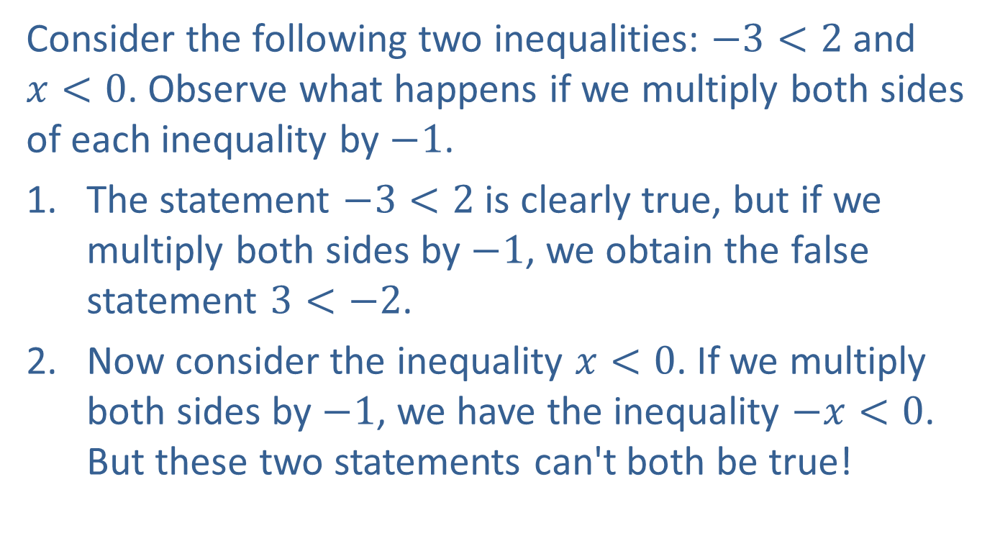 Consider the following two inequalities: −3 < 2 and
x < 0. Observe what happens if we multiply both sides
of each inequality by −1.
1. The statement −3 < 2 is clearly true, but if we
multiply both sides by −1, we obtain the false
statement 3 < −2.
2. Now consider the inequality x < 0. If we multiply
both sides by −1, we have the inequality −x < 0.
But these two statements can't both be true!